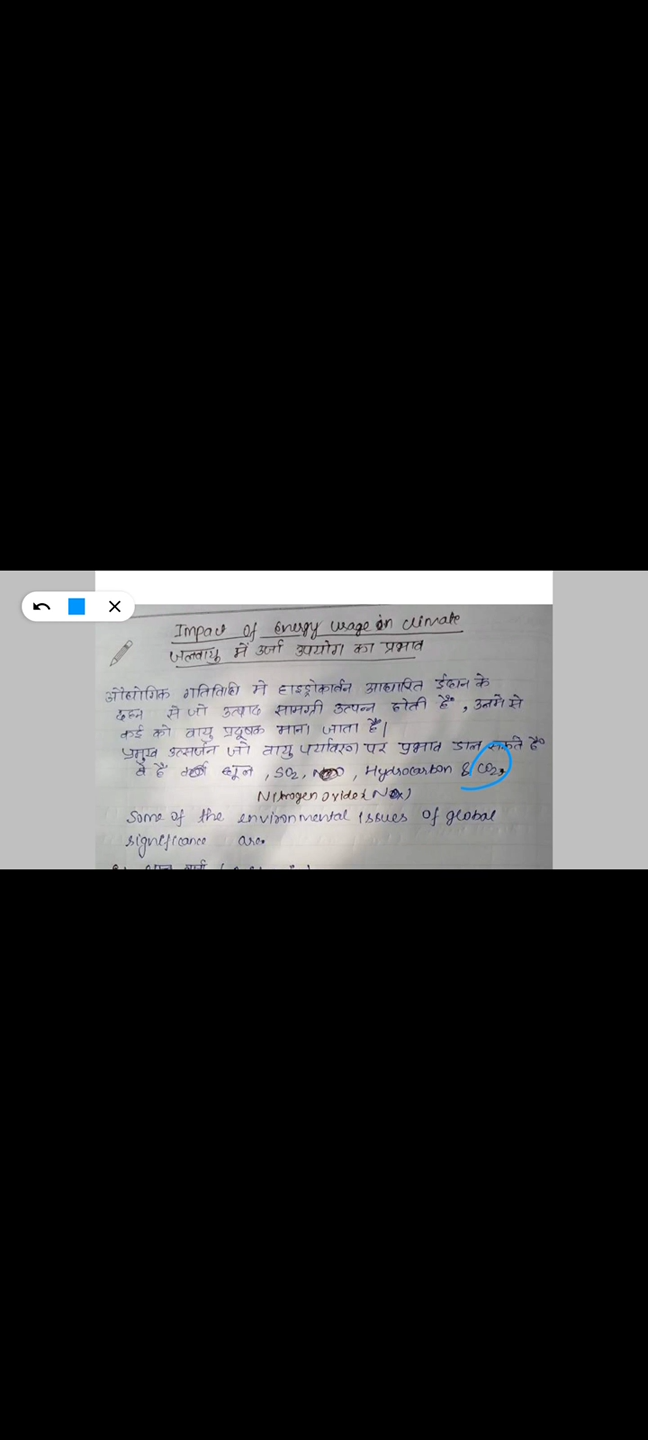 Impact of energy usage on climate
जलवायु में उर्जा उपयोग का प्रभाव
औद्योगिक गतिविधी मे हाइड्रोकार्बन आधारित ईंधन के
दहन से जो उत्पाद सामग्री उत्पन्न होती हैं, उनमे से
कई को वायु प्रदूषक माना जाता है।
प्रमुख उत्सर्जन जो वायु पर्यावरण पर प्रभाव डाल सकते हैं
वे हैं धूल, SO2, Hydrocarbon & CO2,
Nitrogen oxides NOx)
Some of the environmental issues of global
significance are.